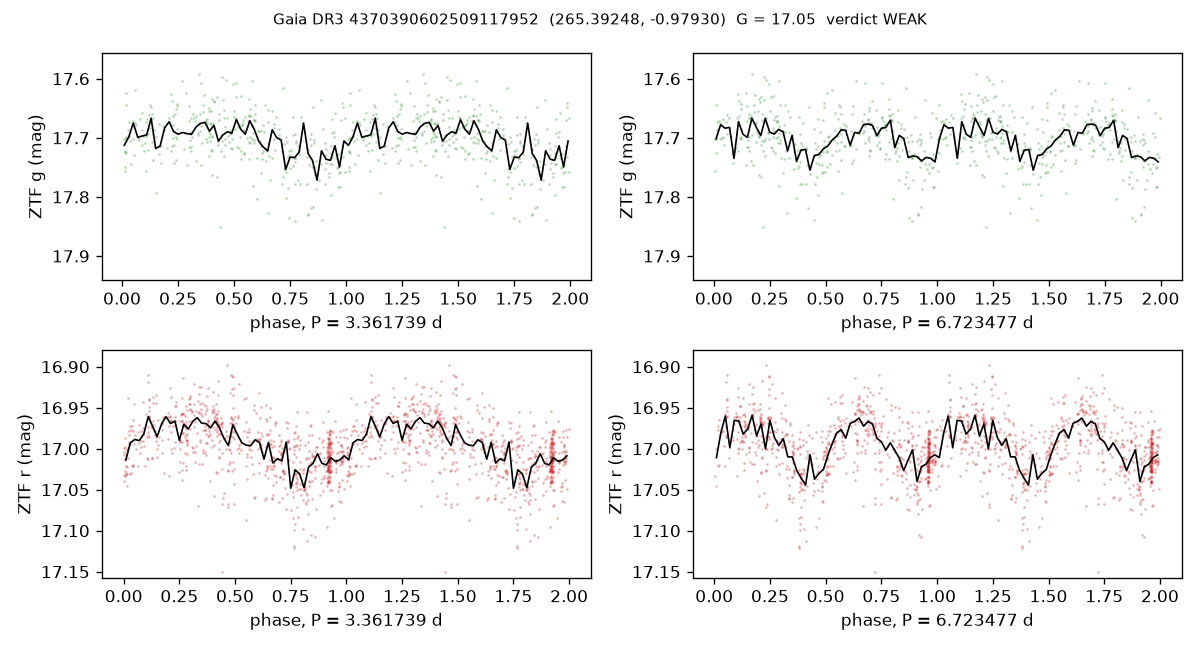 Gaia DR3 4370390602509117952  (265.39248, -0.97930)  G = 17.05  verdict WEAK
ZTF g (mag)
17.6
17.7
17.8
17.9
0.00 0.25 0.50 0.75 1.00 1.25 1.50 1.75 2.00
phase, P = 3.361739 d
ZTF g (mag)
17.6
17.7
17.8
17.9
0.00 0.25 0.50 0.75 1.00 1.25 1.50 1.75 2.00
phase, P = 6.723477 d
ZTF r (mag)
16.90
16.95
17.00
17.05
17.10
17.15
0.00 0.25 0.50 0.75 1.00 1.25 1.50 1.75 2.00
phase, P = 3.361739 d
ZTF r (mag)
16.90
16.95
17.00
17.05
17.10
17.15
0.00 0.25 0.50 0.75 1.00 1.25 1.50 1.75 2.00
phase, P = 6.723477 d